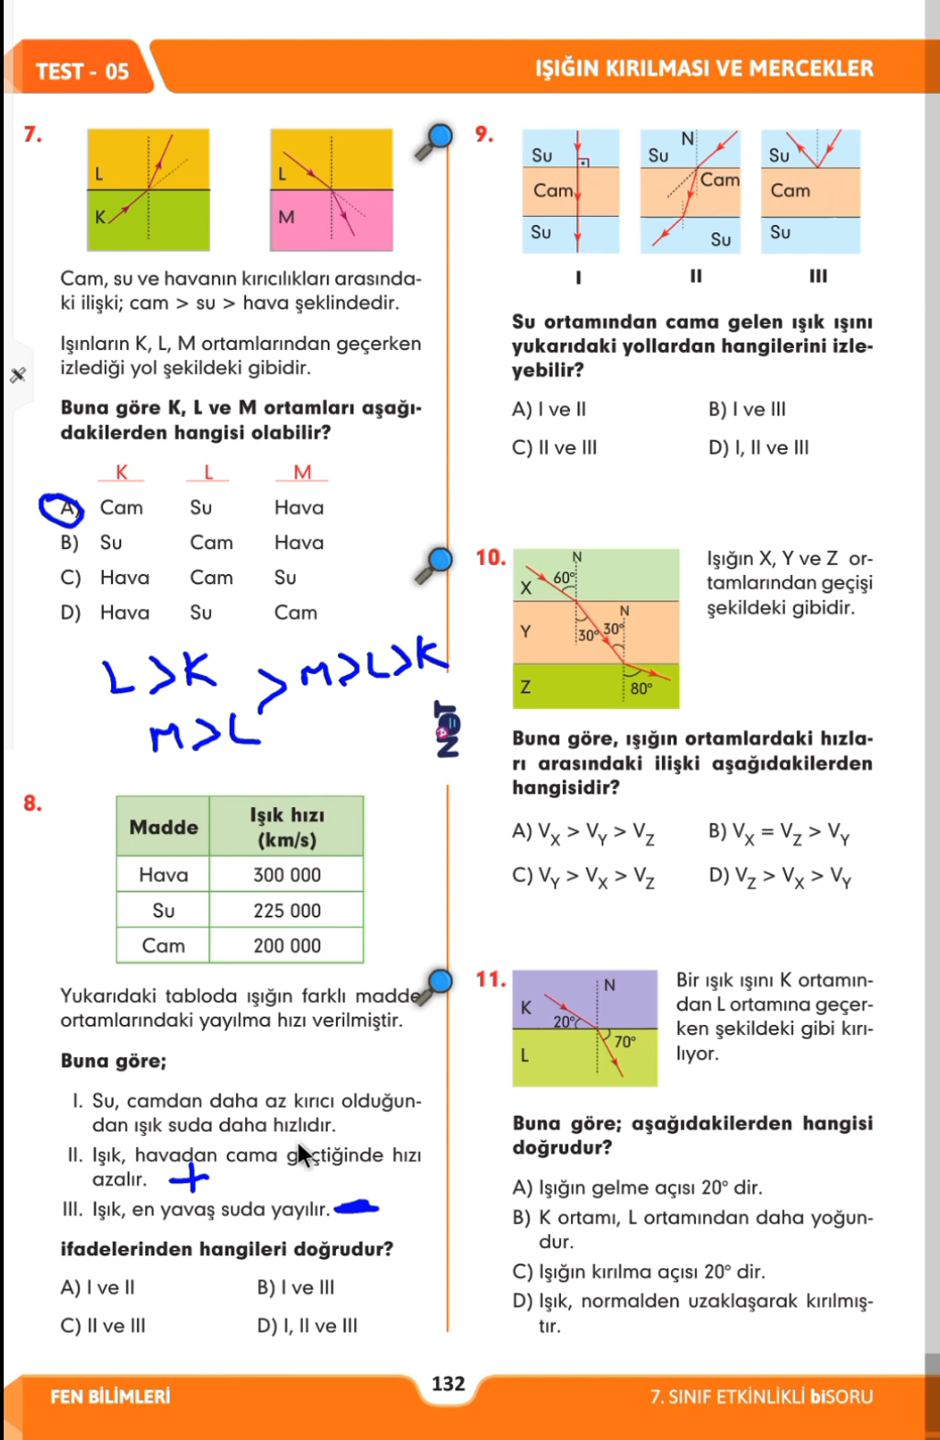 TEST - 05
IŞIĞIN KIRILMASI VE MERCEKLER
7.
L
K
L
M
Cam, su ve havanın kırıcılıkları arasında-
ki ilişki; cam > su > hava şeklindedir.
Işınların K, L, M ortamlarından geçerken
izlediği yol şekildeki gibidir.
Buna göre K, L ve M ortamları aşağı-
dakilerden hangisi olabilir?
K L M
A) Cam Su Hava
B) Su Cam Hava
C) Hava Cam Su
D) Hava Su Cam
L > K
M > L
> M > L > K
NOT
8.
Madde Işık hızı
(km/s)
Hava 300 000
Su 225 000
Cam 200 000
Yukarıdaki tabloda ışığın farklı madde
ortamlarındaki yayılma hızı verilmiştir.
Buna göre;
I. Su, camdan daha az kırıcı olduğun-
dan ışık suda daha hızlıdır.
II. Işık, havadan cama geçtiğinde hızı
azalır. +
III. Işık, en yavaş suda yayılır. -
ifadelerinden hangileri doğrudur?
A) I ve II B) I ve III
C) II ve III D) I, II ve III
9.
Su
Cam
Su
I
N
Su
Cam
Su
II
Su
Cam
Su
III
Su ortamından cama gelen ışık ışını
yukarıdaki yollardan hangilerini izle-
yebilir?
A) I ve II B) I ve III
C) II ve III D) I, II ve III
10.
N
X 60°
N
Y 30° 30°
Z 80°
Işığın X, Y ve Z or-
tamlarından geçişi
şekildeki gibidir.
Buna göre, ışığın ortamlardaki hızla-
rı arasındaki ilişki aşağıdakilerden
hangisidir?
A) VX > VY > VZ B) VX = VZ > VY
C) VY > VX > VZ D) VZ > VX > VY
11.
N
K
20°
L 70°
Bir ışık ışını K ortamın-
dan L ortamına geçer-
ken şekildeki gibi kırı-
lıyor.
Buna göre; aşağıdakilerden hangisi
doğrudur?
A) Işığın gelme açısı 20° dir.
B) K ortamı, L ortamından daha yoğun-
dur.
C) Işığın kırılma açısı 20° dir.
D) Işık, normalden uzaklaşarak kırılmış-
tır.
FEN BİLİMLERİ
132
7. SINIF ETKİNLİKLİ biSORU